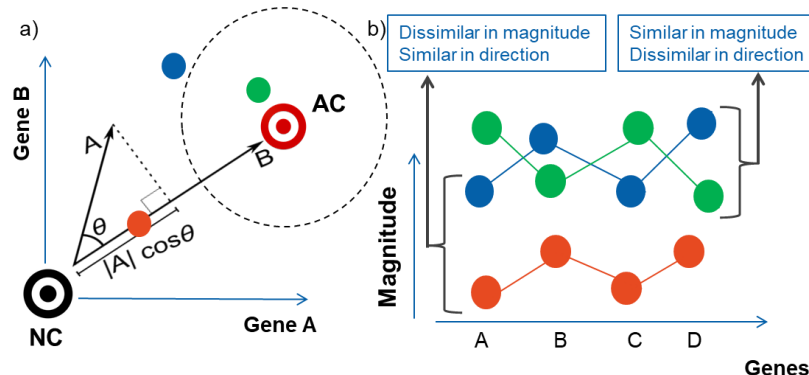 a)
Gene B
A
θ
B
|A| cosθ
AC
NC
Gene A
b)
Dissimilar in magnitude
Similar in direction
Similar in magnitude
Dissimilar in direction
Magnitude
A B C D
Genes